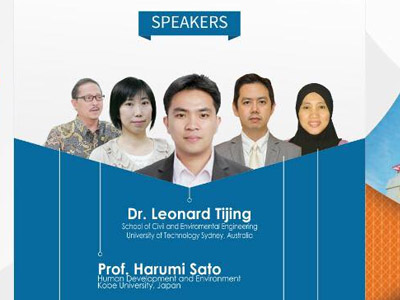 SPEAKERS
Dr. Leonard Tijing
School of Civil and Enviromental Engineering
University of Technology Sydney, Australia
Prof. Harumi Sato
Human Development and Environment
Kobe University, Japan